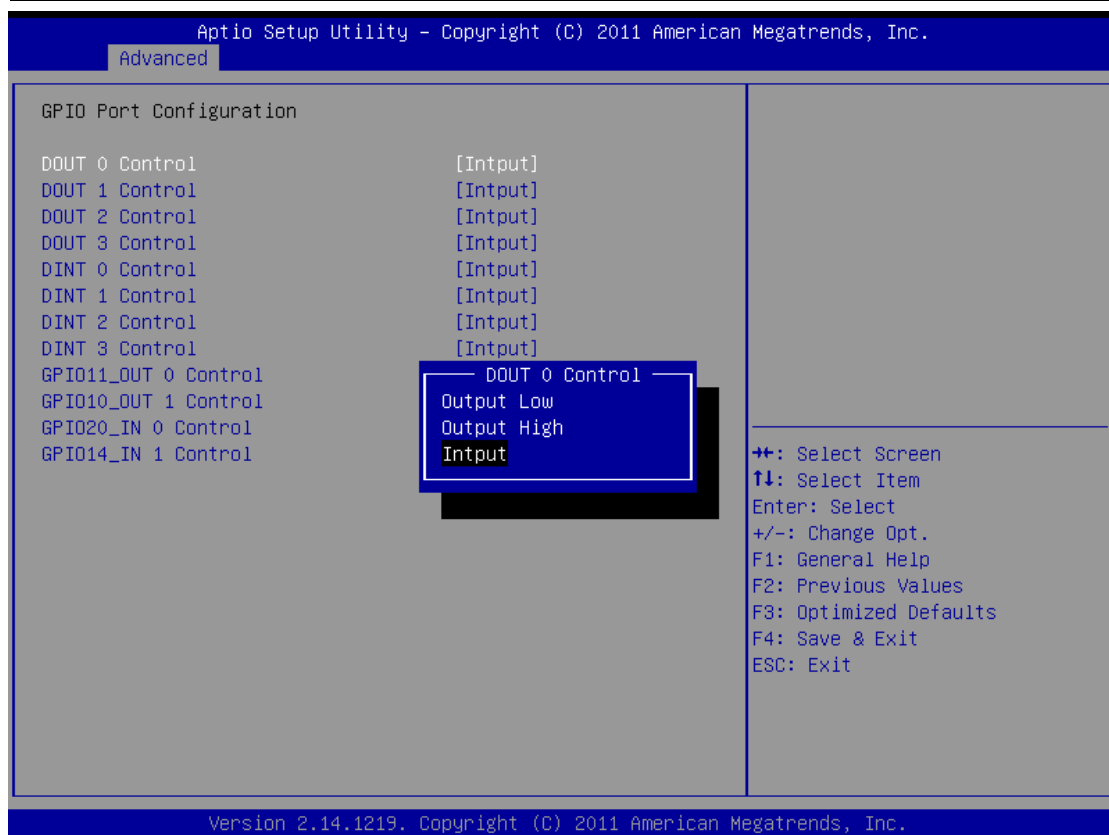 Aptio Setup Utility – Copyright (C) 2011 American Megatrends, Inc.
Advanced
GPIO Port Configuration
DOUT 0 Control [Intput]
DOUT 1 Control [Intput]
DOUT 2 Control [Intput]
DOUT 3 Control [Intput]
DINT 0 Control [Intput]
DINT 1 Control [Intput]
DINT 2 Control [Intput]
DINT 3 Control [Intput]
GPIO11_OUT 0 Control
GPIO10_OUT 1 Control
GPIO20_IN 0 Control
GPIO14_IN 1 Control
DOUT 0 Control
Output Low
Output High
Intput
→←: Select Screen
↑↓: Select Item
Enter: Select
+/-: Change Opt.
F1: General Help
F2: Previous Values
F3: Optimized Defaults
F4: Save & Exit
ESC: Exit
Version 2.14.1219. Copyright (C) 2011 American Megatrends, Inc.